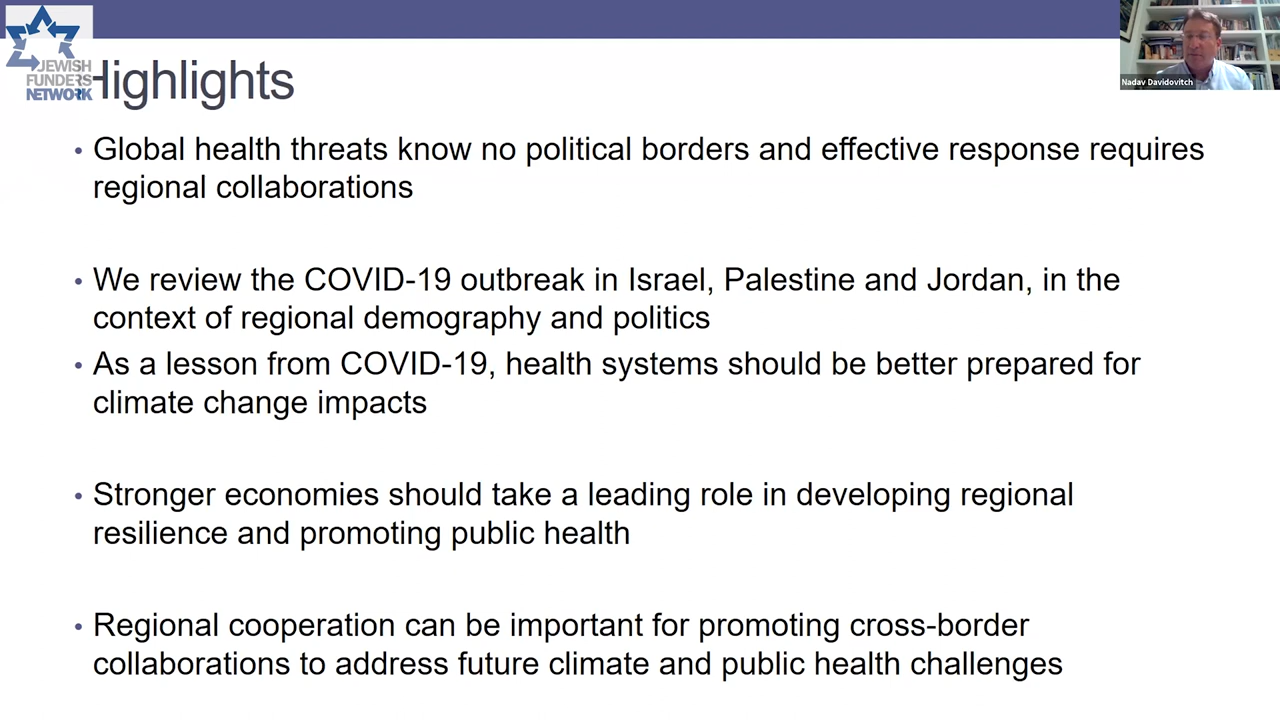 JEWISH
FUNDERS
NETWORK
Highlights
Nadav Davidovitch
• Global health threats know no political borders and effective response requires
regional collaborations
• We review the COVID-19 outbreak in Israel, Palestine and Jordan, in the
context of regional demography and politics
• As a lesson from COVID-19, health systems should be better prepared for
climate change impacts
• Stronger economies should take a leading role in developing regional
resilience and promoting public health
• Regional cooperation can be important for promoting cross-border
collaborations to address future climate and public health challenges